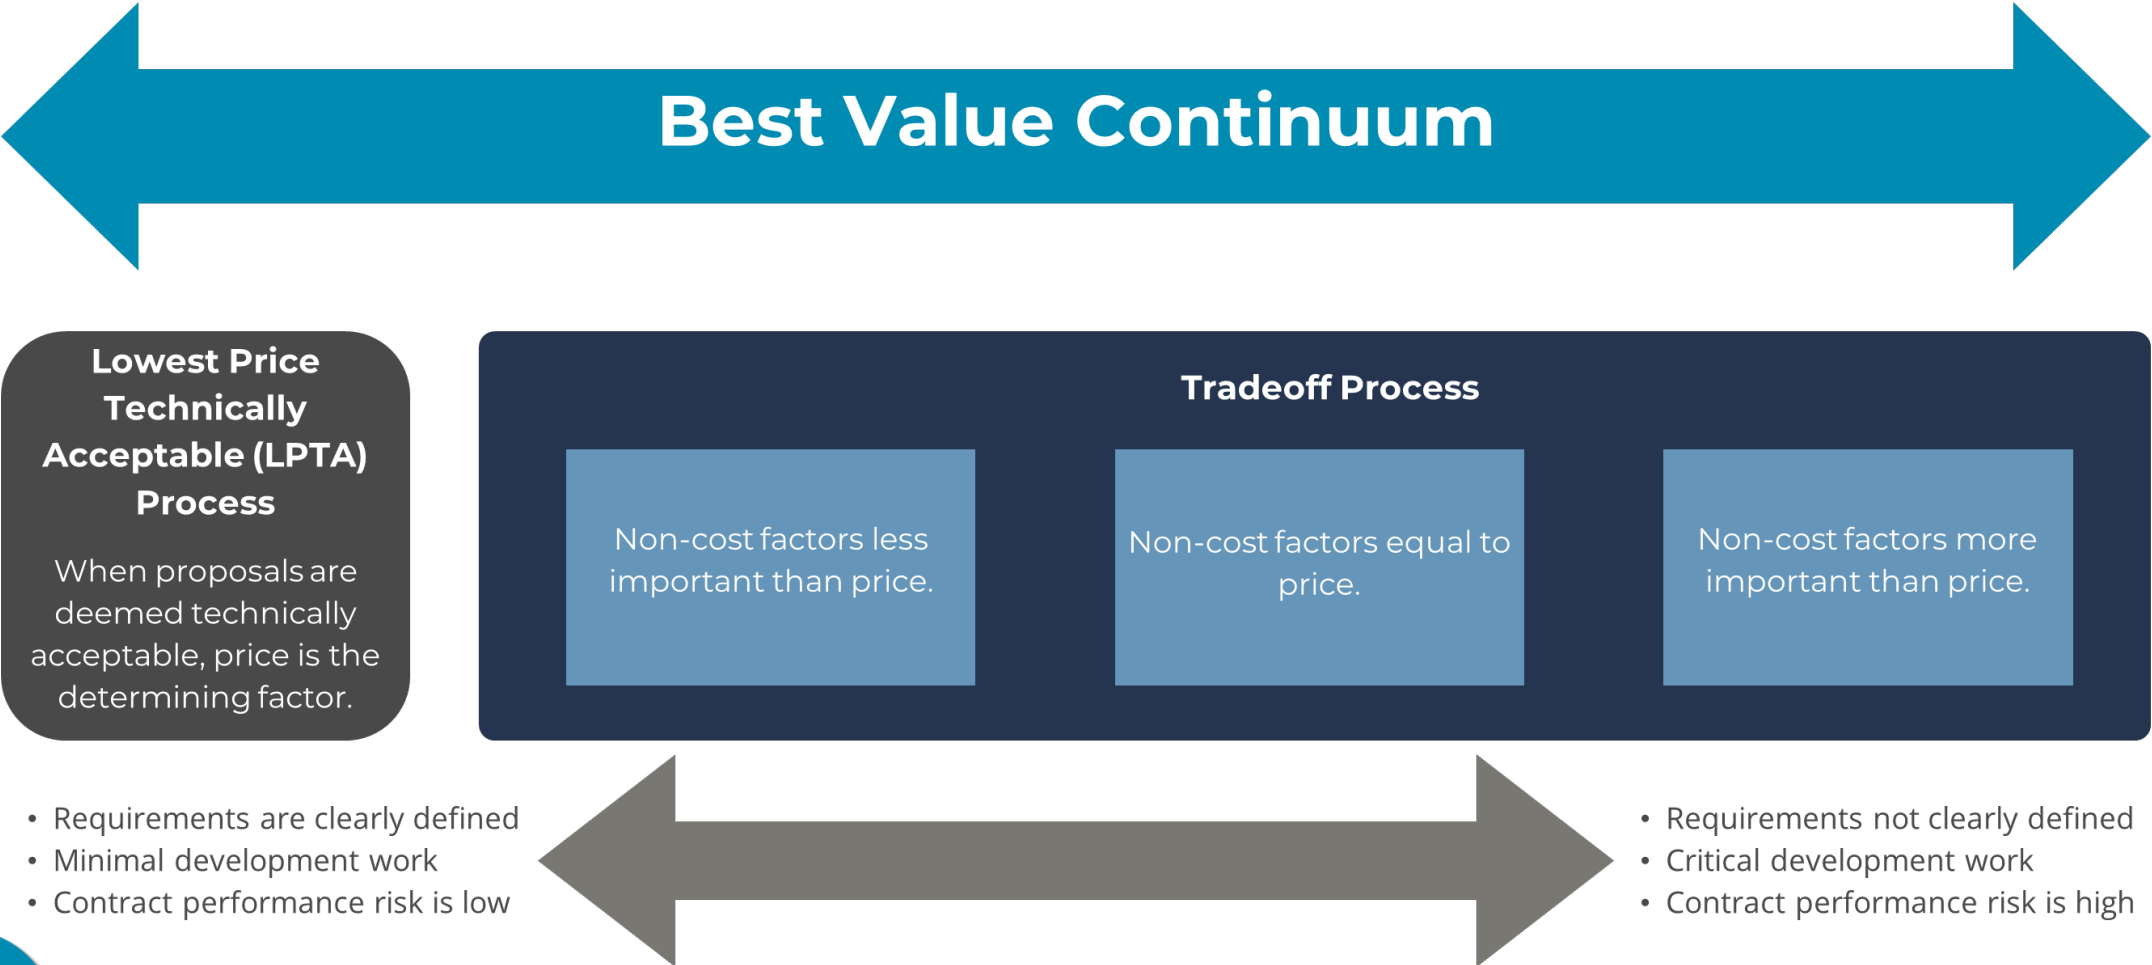 Best Value Continuum
Lowest Price
Technically
Acceptable (LPTA)
Process
When proposals are
deemed technically
acceptable, price is the
determining factor.
Tradeoff Process
Non-cost factors less
important than price.
Non-cost factors equal to
price.
Non-cost factors more
important than price.
• Requirements are clearly defined
• Minimal development work
• Contract performance risk is low
• Requirements not clearly defined
• Critical development work
• Contract performance risk is high